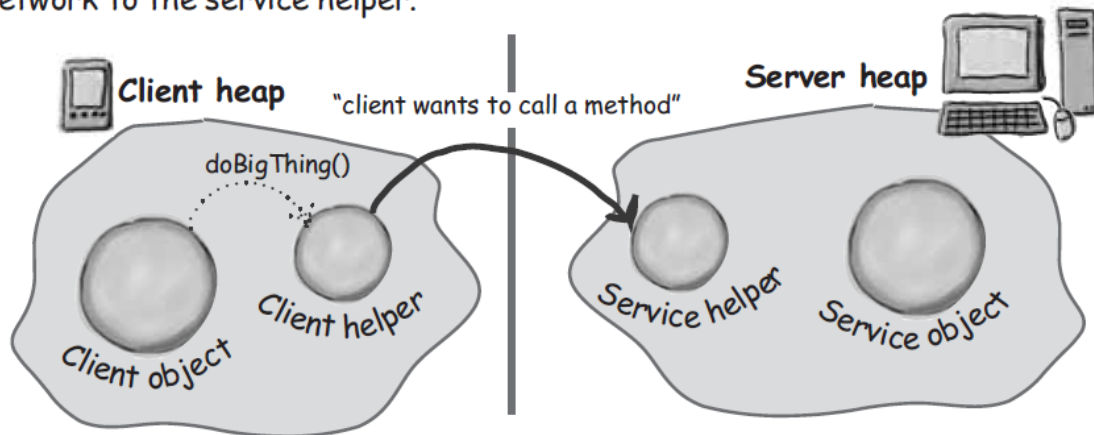 etwork to the service helper.
Client heap
Server heap
"client wants to call a method"
doBigThing()
Client object
Client helper
Service helper
Service object